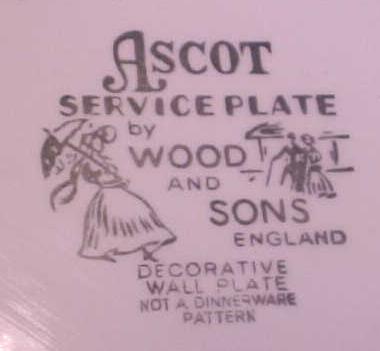 ASCOT
SERVICE PLATE
by
WOOD
AND
SONS
ENGLAND
DECORATIVE
WALL PLATE
NOT A DINNERWARE
PATTERN